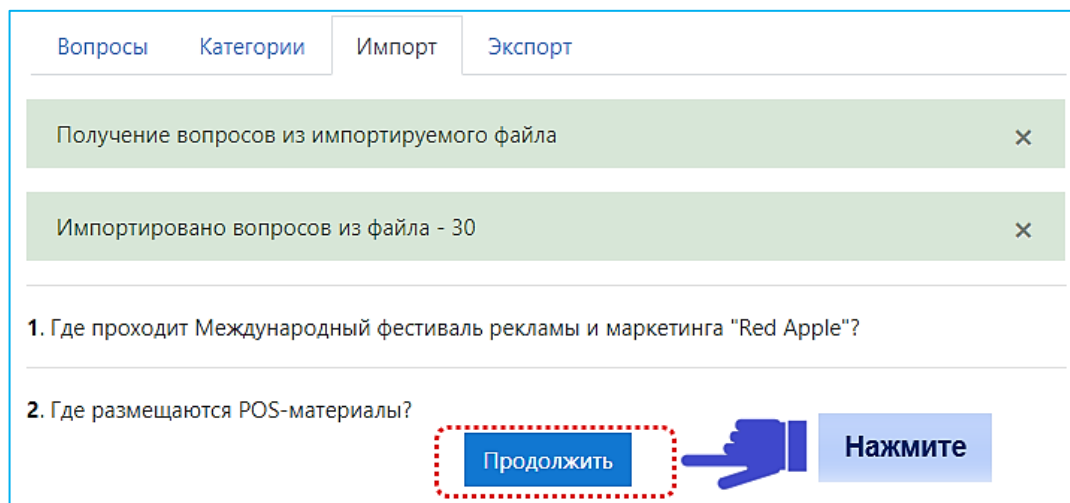 Вопросы Категории Импорт Экспорт
Получение вопросов из импортируемого файла ×
Импортировано вопросов из файла - 30 ×
1. Где проходит Международный фестиваль рекламы и маркетинга "Red Apple"?
2. Где размещаются POS-материалы?
Продолжить Нажмите